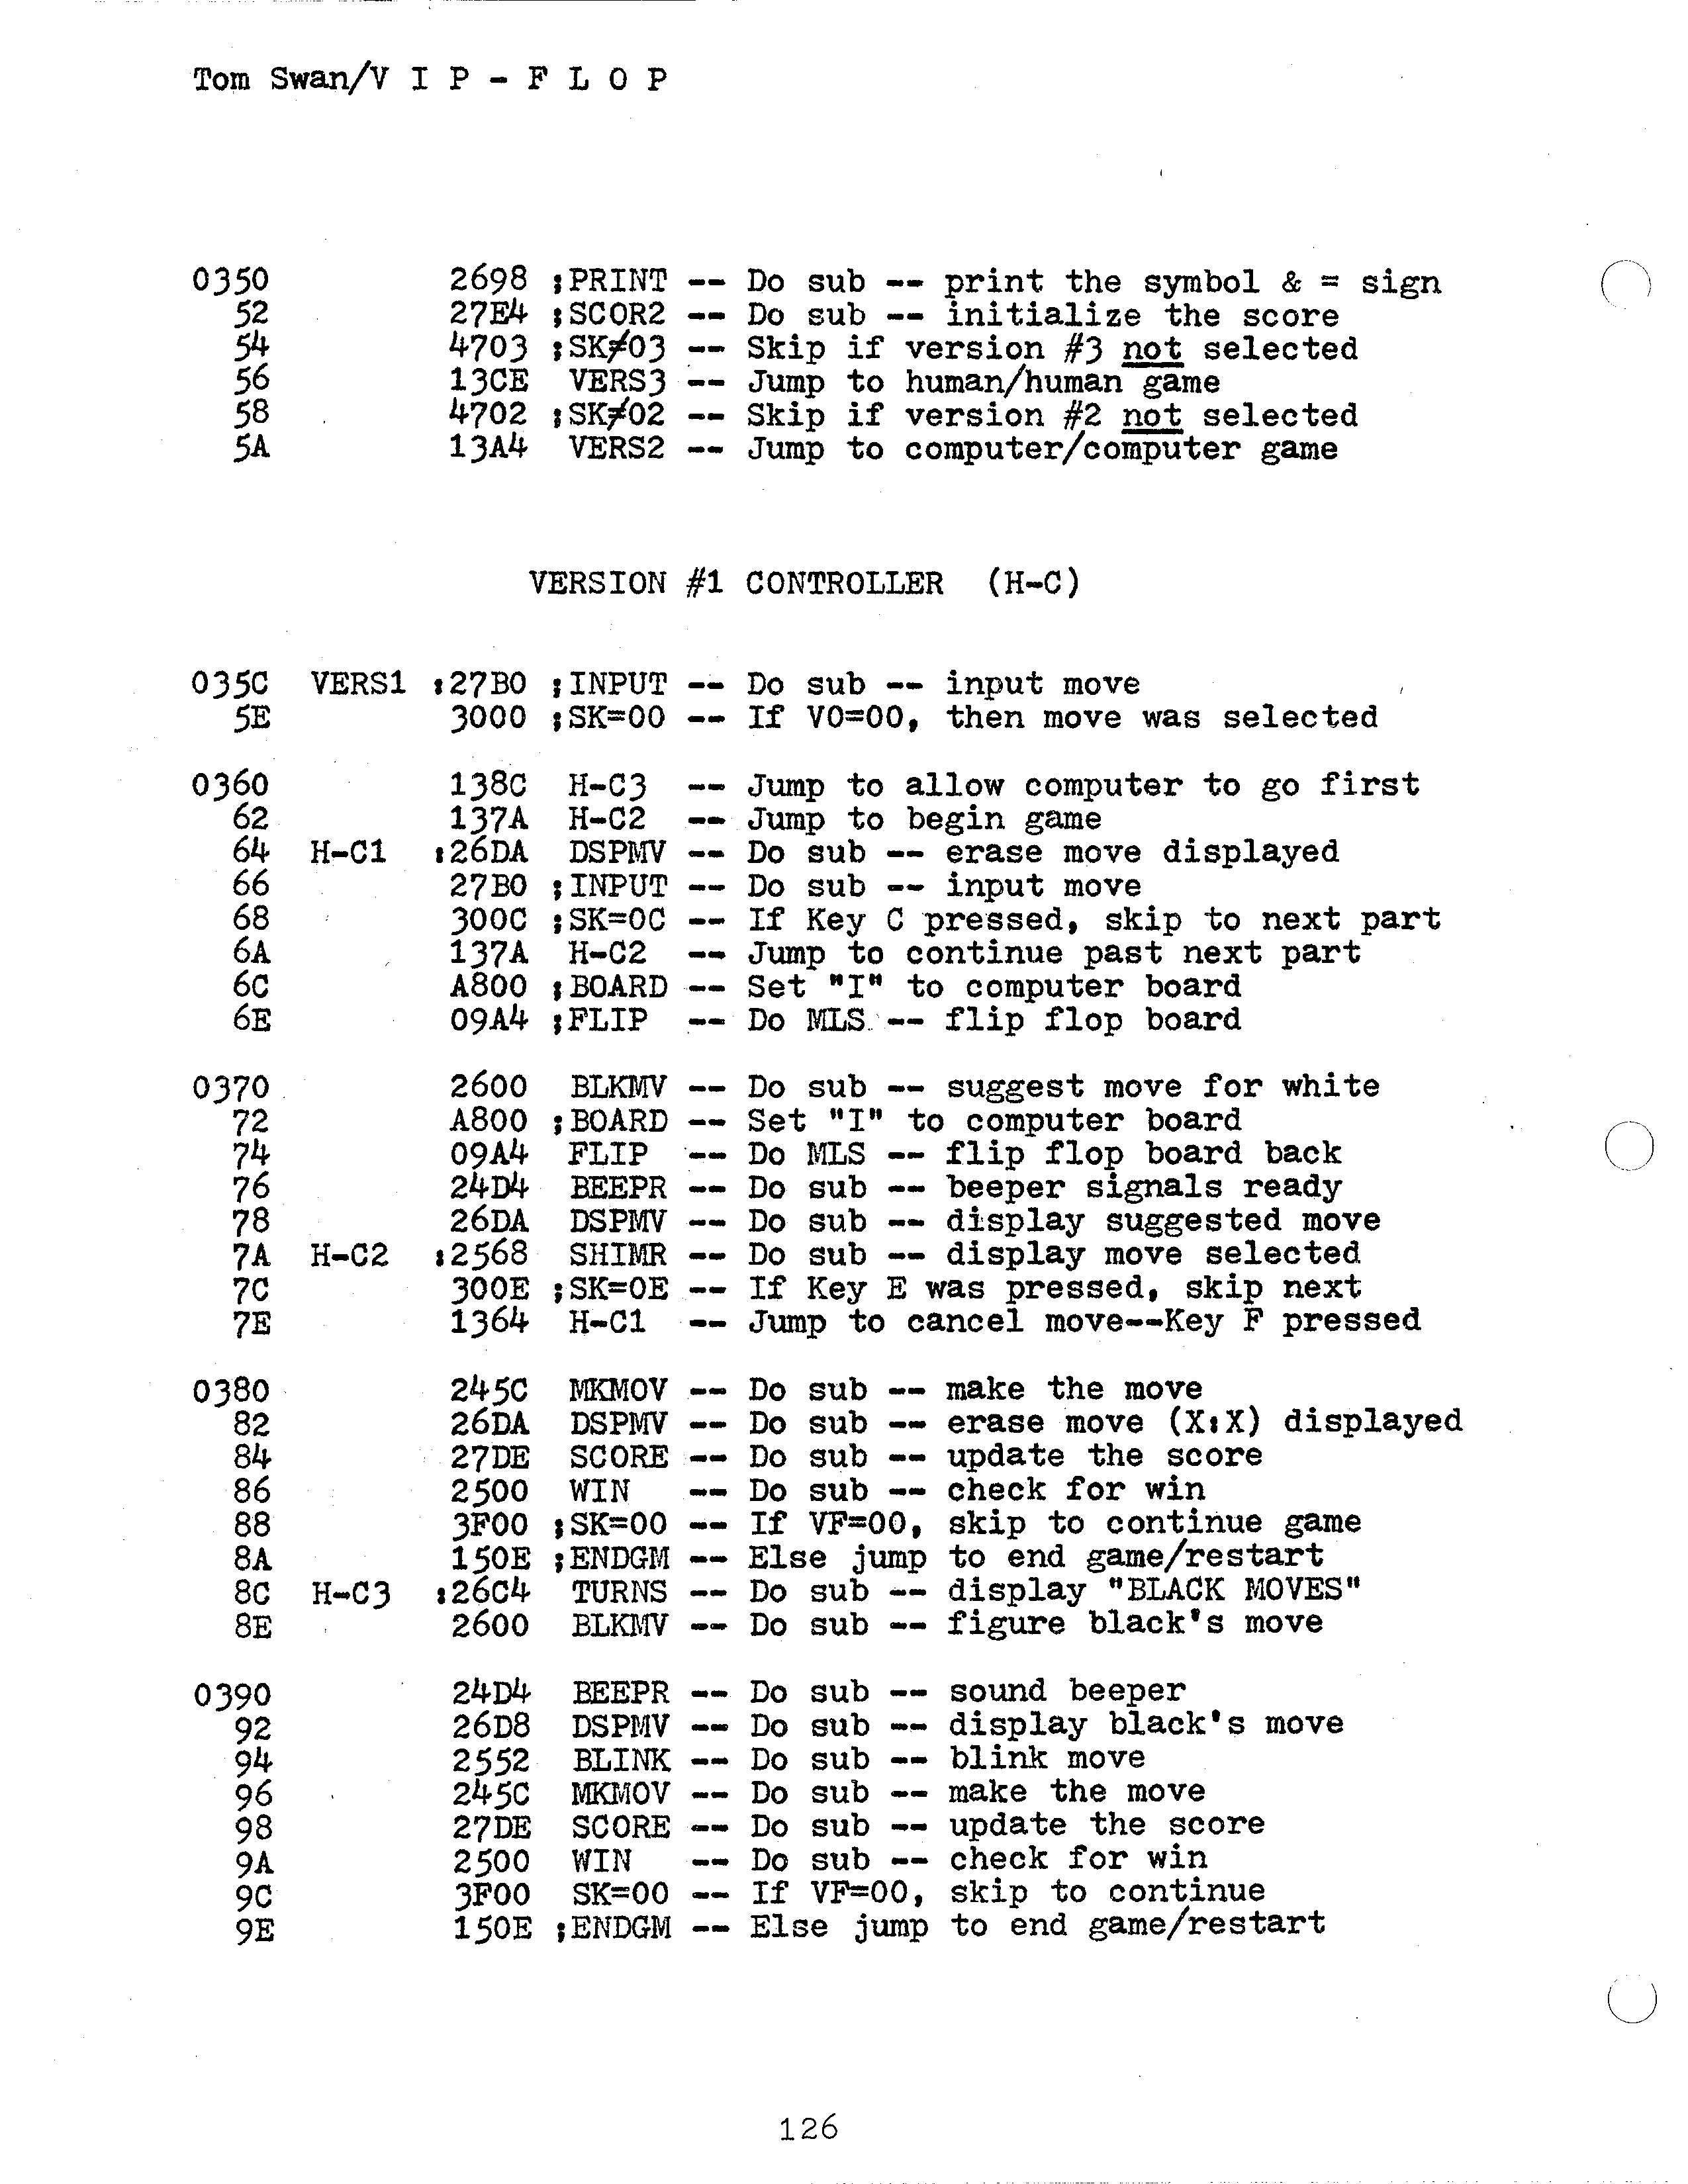 Tom Swan/V I P - F L O P
0350 2698 ;PRINT -- Do sub -- print the symbol & = sign
52 27E4 ;SCOR2 -- Do sub -- initialize the score
54 4703 ;SK≠03 -- Skip if version #3 not selected
56 13CE VERS3 -- Jump to human/human game
58 4702 ;SK≠02 -- Skip if version #2 not selected
5A 13A4 VERS2 -- Jump to computer/computer game
VERSION #1 CONTROLLER (H-C)
035C VERS1 :27B0 ;INPUT -- Do sub -- input move
5E 3000 ;SK=00 -- If V0=00, then move was selected
0360 138C H-C3 -- Jump to allow computer to go first
62 137A H-C2 -- Jump to begin game
64 H-C1 :26DA DSPMV -- Do sub -- erase move displayed
66 27B0 ;INPUT -- Do sub -- input move
68 300C ;SK=0C -- If Key C pressed, skip to next part
6A 137A H-C2 -- Jump to continue past next part
6C A800 ;BOARD -- Set "I" to computer board
6E 09A4 ;FLIP -- Do MLS -- flip flop board
0370 2600 BLKMV -- Do sub -- suggest move for white
72 A800 ;BOARD -- Set "I" to computer board
74 09A4 FLIP -- Do MLS -- flip flop board back
76 24D4 BEEPR -- Do sub -- beeper signals ready
78 26DA DSPMV -- Do sub -- display suggested move
7A H-C2 :2568 SHIMR -- Do sub -- display move selected
7C 300E ;SK=0E -- If Key E was pressed, skip next
7E 1364 H-C1 -- Jump to cancel move--Key F pressed
0380 245C MKMOV -- Do sub -- make the move
82 26DA DSPMV -- Do sub -- erase move (X:X) displayed
84 27DE SCORE -- Do sub -- update the score
86 2500 WIN -- Do sub -- check for win
88 3F00 ;SK=00 -- If VF=00, skip to continue game
8A 150E ;ENDGM -- Else jump to end game/restart
8C H-C3 :26C4 TURNS -- Do sub -- display "BLACK MOVES"
8E 2600 BLKMV -- Do sub -- figure black's move
0390 24D4 BEEPR -- Do sub -- sound beeper
92 26D8 DSPMV -- Do sub -- display black's move
94 2552 BLINK -- Do sub -- blink move
96 245C MKMOV -- Do sub -- make the move
98 27DE SCORE -- Do sub -- update the score
9A 2500 WIN -- Do sub -- check for win
9C 3F00 SK=00 -- If VF=00, skip to continue
9E 150E ;ENDGM -- Else jump to end game/restart
126